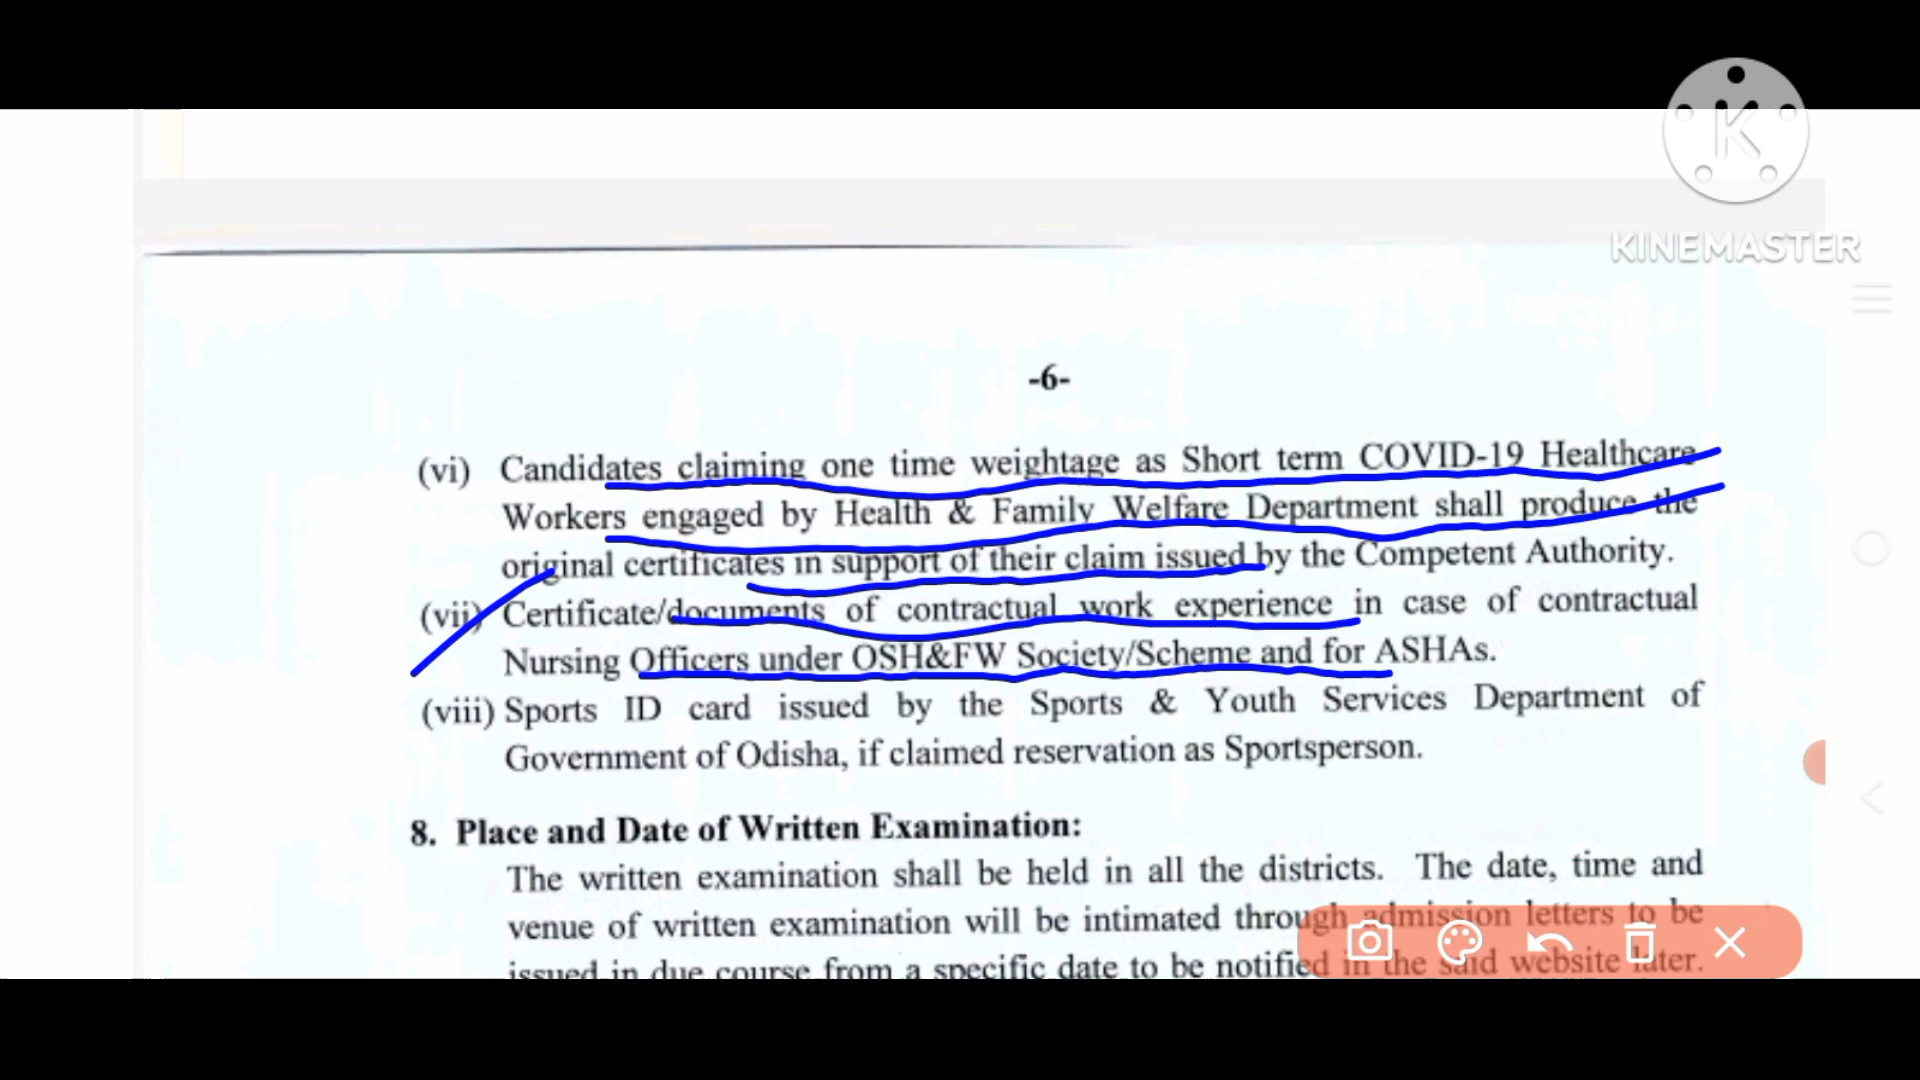 K
KINEMASTER
-6-
(vi) Candidates claiming one time weightage as Short term COVID-19 Healthcare
Workers engaged by Health & Family Welfare Department shall produce the
original certificates in support of their claim issued by the Competent Authority.
(vii) Certificate/documents of contractual work experience in case of contractual
Nursing Officers under OSH&FW Society/Scheme and for ASHAs.
(viii) Sports ID card issued by the Sports & Youth Services Department of
Government of Odisha, if claimed reservation as Sportsperson.
8. Place and Date of Written Examination:
The written examination shall be held in all the districts. The date, time and
venue of written examination will be intimated through admission letters to be
issued in due course from a specific date to be notified in the said website later.